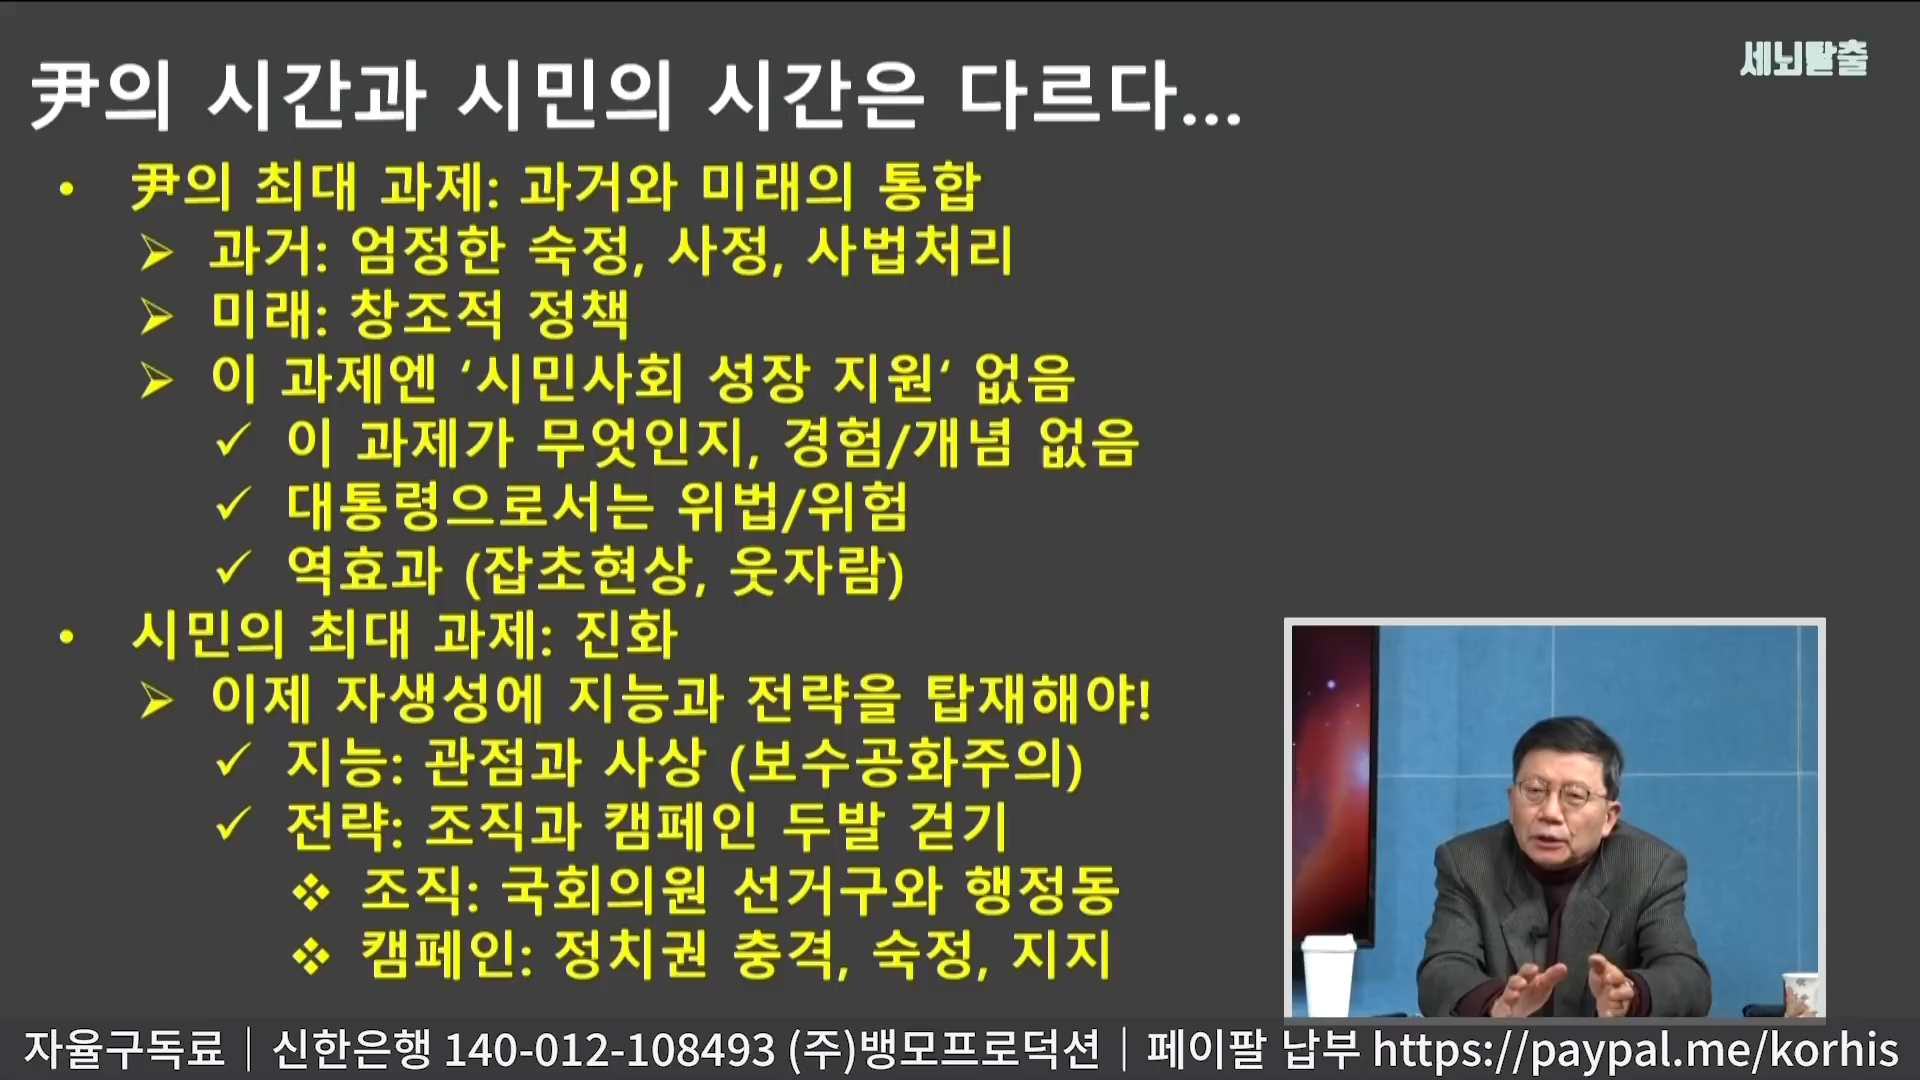 세뇌탈출
尹의 시간과 시민의 시간은 다르다...
• 尹의 최대 과제: 과거와 미래의 통합
➢ 과거: 엄정한 숙정, 사정, 사법처리
➢ 미래: 창조적 정책
➢ 이 과제엔 ‘시민사회 성장 지원‘ 없음
✓ 이 과제가 무엇인지, 경험/개념 없음
✓ 대통령으로서는 위법/위험
✓ 역효과 (잡초현상, 웃자람)
• 시민의 최대 과제: 진화
➢ 이제 자생성에 지능과 전략을 탑재해야!
✓ 지능: 관점과 사상 (보수공화주의)
✓ 전략: 조직과 캠페인 두발 걷기
❖ 조직: 국회의원 선거구와 행정동
❖ 캠페인: 정치권 충격, 숙정, 지지
자율구독료｜신한은행 140-012-108493 (주)뱅모프로덕션｜페이팔 납부 https://paypal.me/korhis